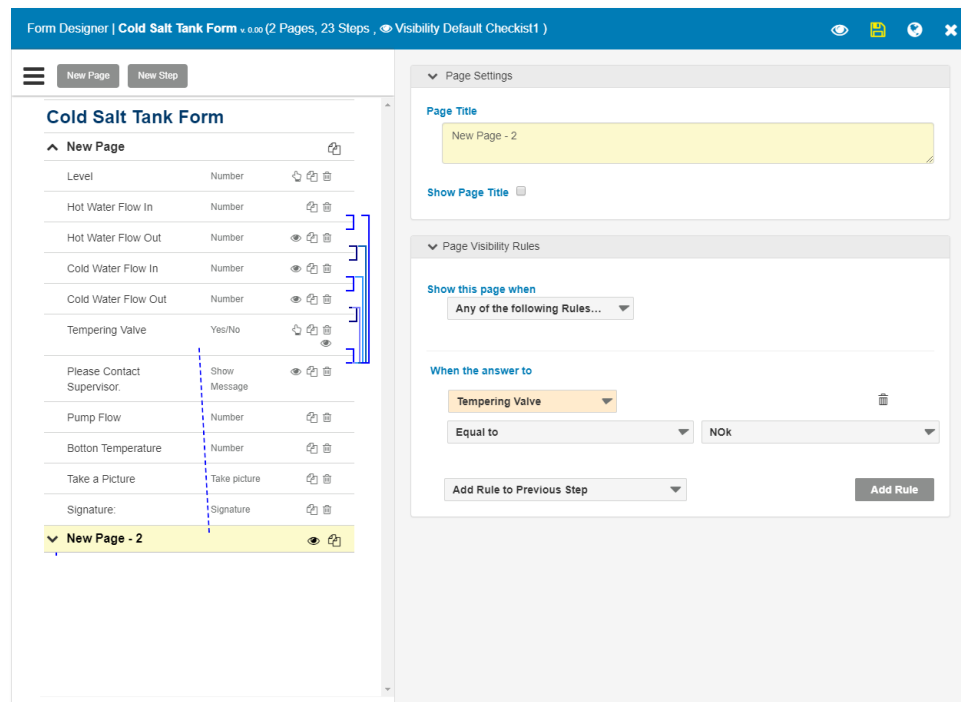 Form Designer | Cold Salt Tank Form v. 0.00 (2 Pages, 23 Steps , Visibility Default Checkist1 )
New Page New Step
Cold Salt Tank Form
New Page
Level Number
Hot Water Flow In Number
Hot Water Flow Out Number
Cold Water Flow In Number
Cold Water Flow Out Number
Tempering Valve Yes/No
Please Contact Show
Supervisor. Message
Pump Flow Number
Botton Temperature Number
Take a Picture Take picture
Signature: Signature
New Page - 2
Page Settings
Page Title
New Page - 2
Show Page Title
Page Visibility Rules
Show this page when
Any of the following Rules...
When the answer to
Tempering Valve
Equal to NOk
Add Rule to Previous Step Add Rule